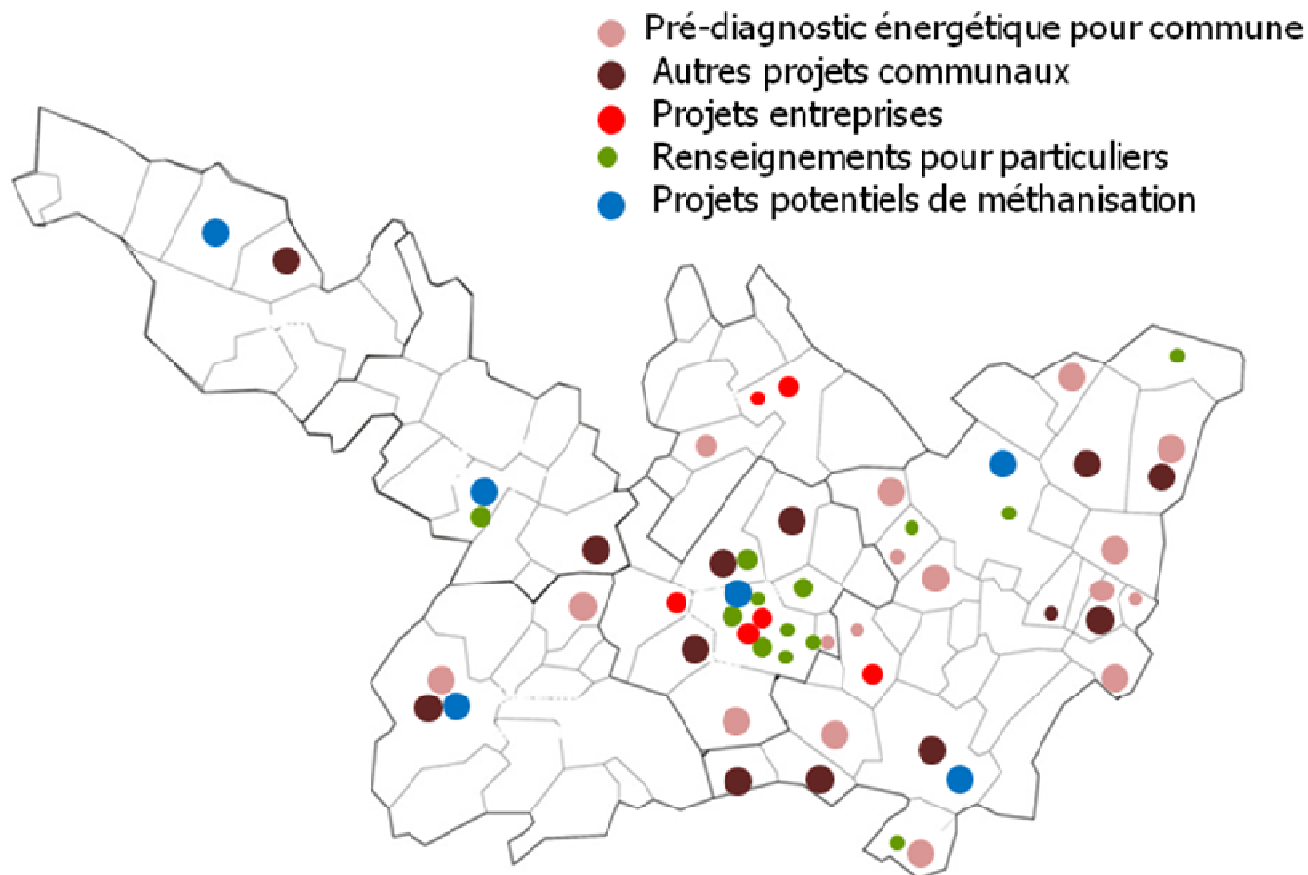 Pré-diagnostic énergétique pour commune
Autres projets communaux
Projets entreprises
Renseignements pour particuliers
Projets potentiels de méthanisation